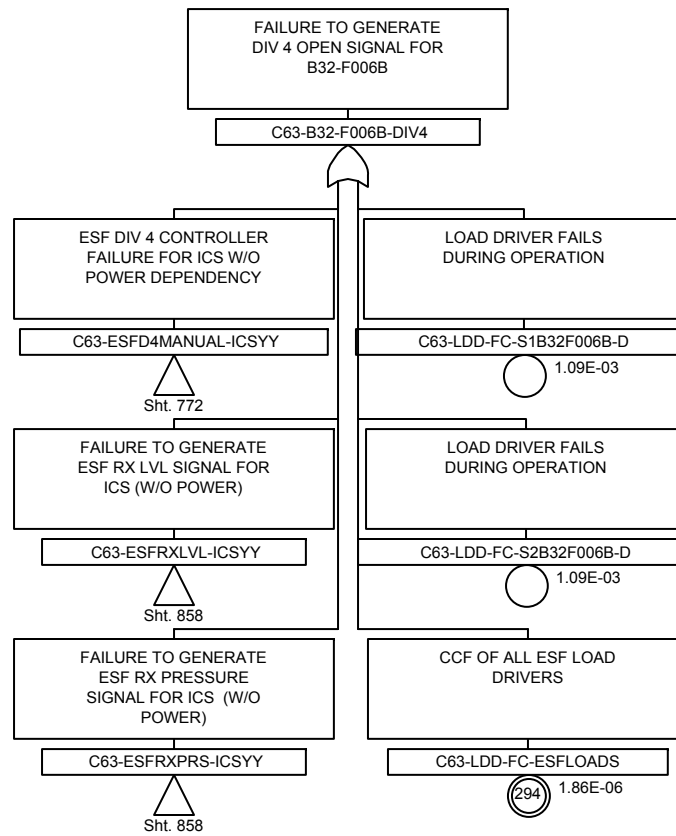 FAILURE TO GENERATE
DIV 4 OPEN SIGNAL FOR
B32-F006B
C63-B32-F006B-DIV4
ESF DIV 4 CONTROLLER
FAILURE FOR ICS W/O
POWER DEPENDENCY
C63-ESFD4MANUAL-ICSYY
Sht. 772
LOAD DRIVER FAILS
DURING OPERATION
C63-LDD-FC-S1B32F006B-D
1.09E-03
FAILURE TO GENERATE
ESF RX LVL SIGNAL FOR
ICS (W/O POWER)
C63-ESFRXLVL-ICSYY
Sht. 858
LOAD DRIVER FAILS
DURING OPERATION
C63-LDD-FC-S2B32F006B-D
1.09E-03
FAILURE TO GENERATE
ESF RX PRESSURE
SIGNAL FOR ICS (W/O
POWER)
C63-ESFRXPRS-ICSYY
Sht. 858
CCF OF ALL ESF LOAD
DRIVERS
C63-LDD-FC-ESFLOADS
294
1.86E-06